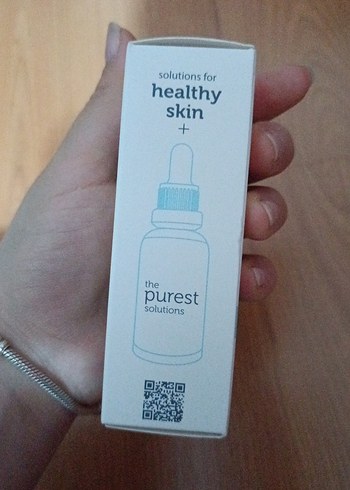 solutions for
healthy
skin
+
the
purest
solutions